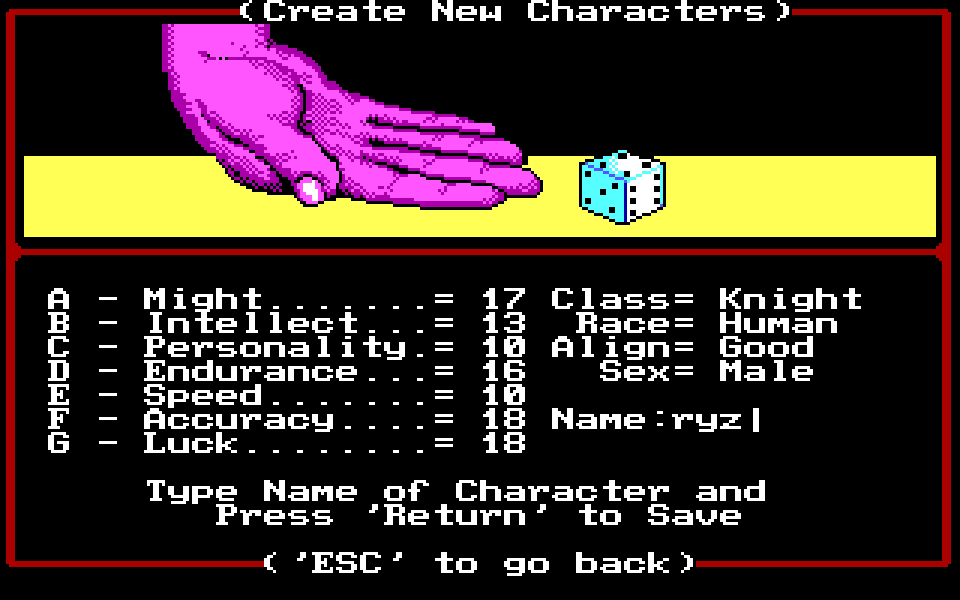 (Create New Characters)
A - Might.......= 17 Class= Knight
B - Intellect...= 13 Race= Human
C - Personality.= 10 Align= Good
D - Endurance...= 16 Sex= Male
E - Speed.......= 10
F - Accuracy....= 18 Name:ryz|
G - Luck........= 18
Type Name of Character and
Press 'Return' to Save
('ESC' to go back)